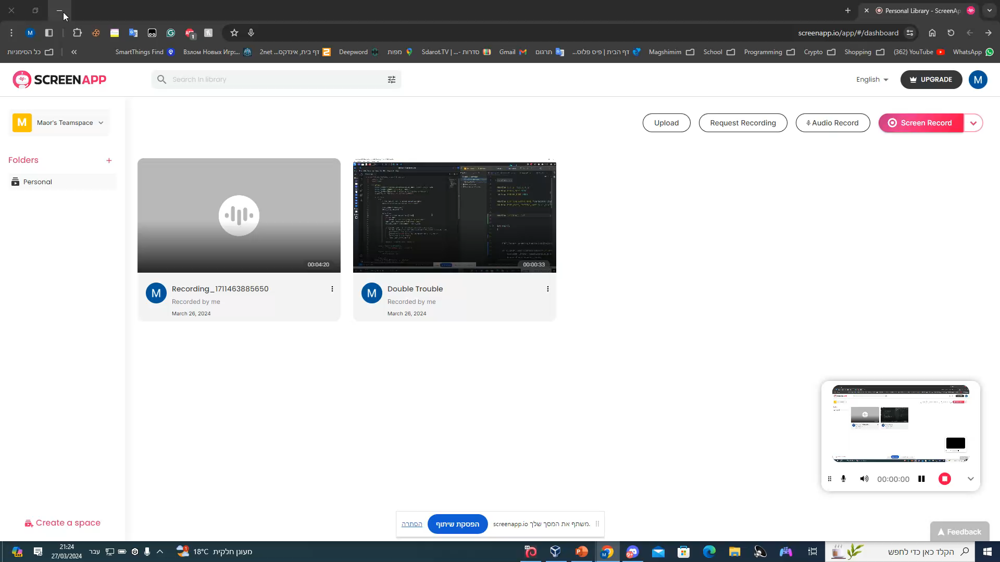 Personal Library - ScreenAp
screenapp.io/app/#/dashboard
1
כל הסימניות
SmartThings Find
Взлом Новых Игр:...
דף בית, אינדקס... 2net
Deepword
מפות
סדרות -... | Sdarot.TV
Gmail
תרגום
דף הבית | פיס פלוס...
Magshimim
School
Programming
Crypto
Shopping
(362) YouTube
WhatsApp
SCREENAPP
Search In library
English
UPGRADE
M
M
Maor's Teamspace
Upload
Request Recording
Audio Record
Screen Record
Folders
+
Personal
00:04:20
00:00:33
M
Recording_1711463885650
Recorded by me
March 26, 2024
M
Double Trouble
Recorded by me
March 26, 2024
00:00:00
Create a space
הסתרה
הפסקת שיתוף
screenapp.io משתף את המסך שלך.
Feedback
21:24
27/03/2024
עבר
18°C מעונן חלקית
9+
הקלד כאן כדי לחפש